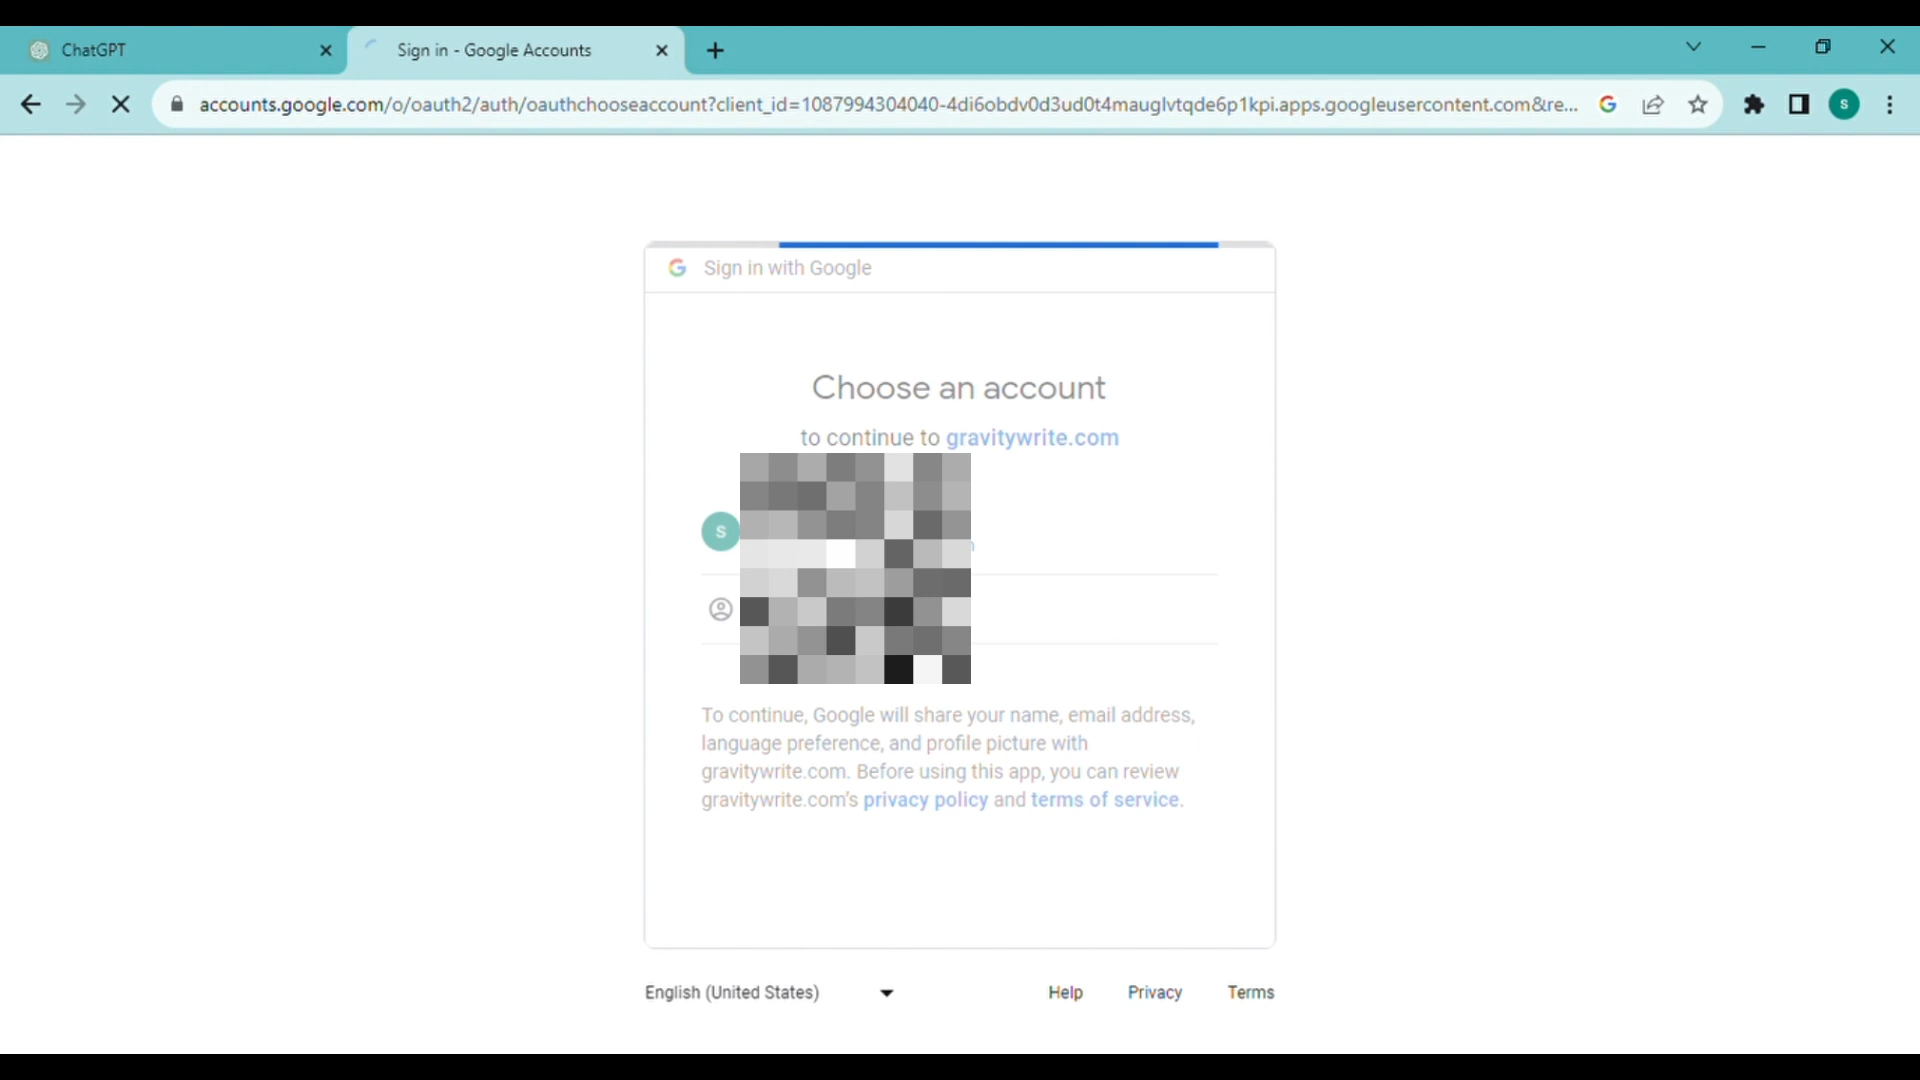 ChatGPT
Sign in - Google Accounts
accounts.google.com/o/oauth2/auth/oauthchooseaccount?client_id=1087994304040-4di6obdv0d3ud0t4mauglvtqde6p1kpi.apps.googleusercontent.com&re...
S
Sign in with Google
Choose an account
to continue to gravitywrite.com
S
To continue, Google will share your name, email address,
language preference, and profile picture with
gravitywrite.com. Before using this app, you can review
gravitywrite.com's privacy policy and terms of service.
English (United States)
Help Privacy Terms